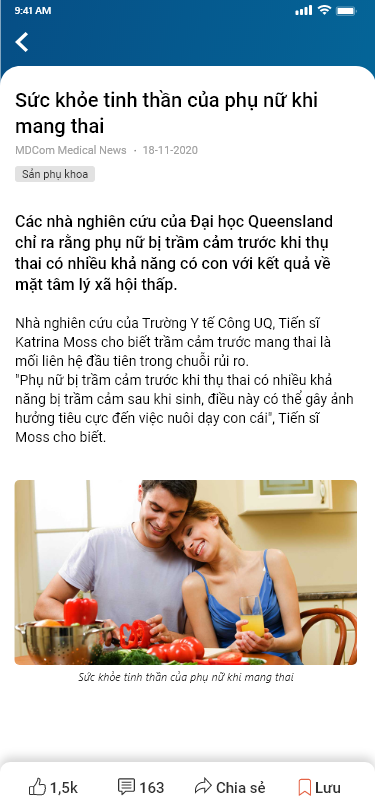 9:41 AM
Sức khỏe tinh thần của phụ nữ khi
mang thai
MDCom Medical News · 18-11-2020
Sản phụ khoa
Các nhà nghiên cứu của Đại học Queensland
chỉ ra rằng phụ nữ bị trầm cảm trước khi thụ
thai có nhiều khả năng có con với kết quả về
mặt tâm lý xã hội thấp.
Nhà nghiên cứu của Trường Y tế Công UQ, Tiến sĩ
Katrina Moss cho biết trầm cảm trước mang thai là
mối liên hệ đầu tiên trong chuỗi rủi ro.
"Phụ nữ bị trầm cảm trước khi thụ thai có nhiều khả
năng bị trầm cảm sau khi sinh, điều này có thể gây ảnh
hưởng tiêu cực đến việc nuôi dạy con cái", Tiến sĩ
Moss cho biết.
Sức khỏe tinh thần của phụ nữ khi mang thai
1,5k 163 Chia sẻ Lưu